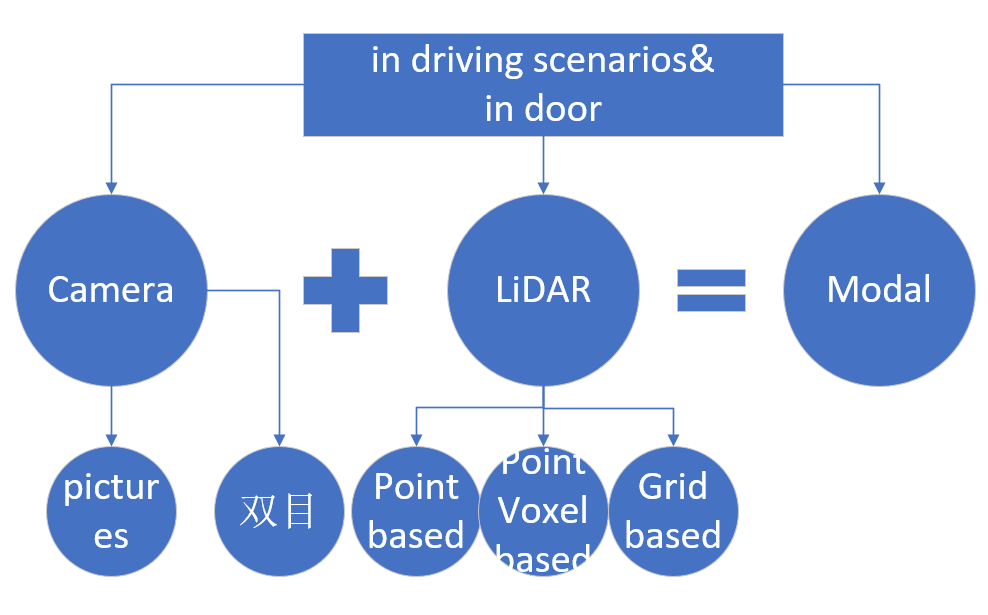 in driving scenarios&
in door
Camera
LiDAR
Modal
pictur
es
双目
Point
based
Point
Voxel
based
Grid
based